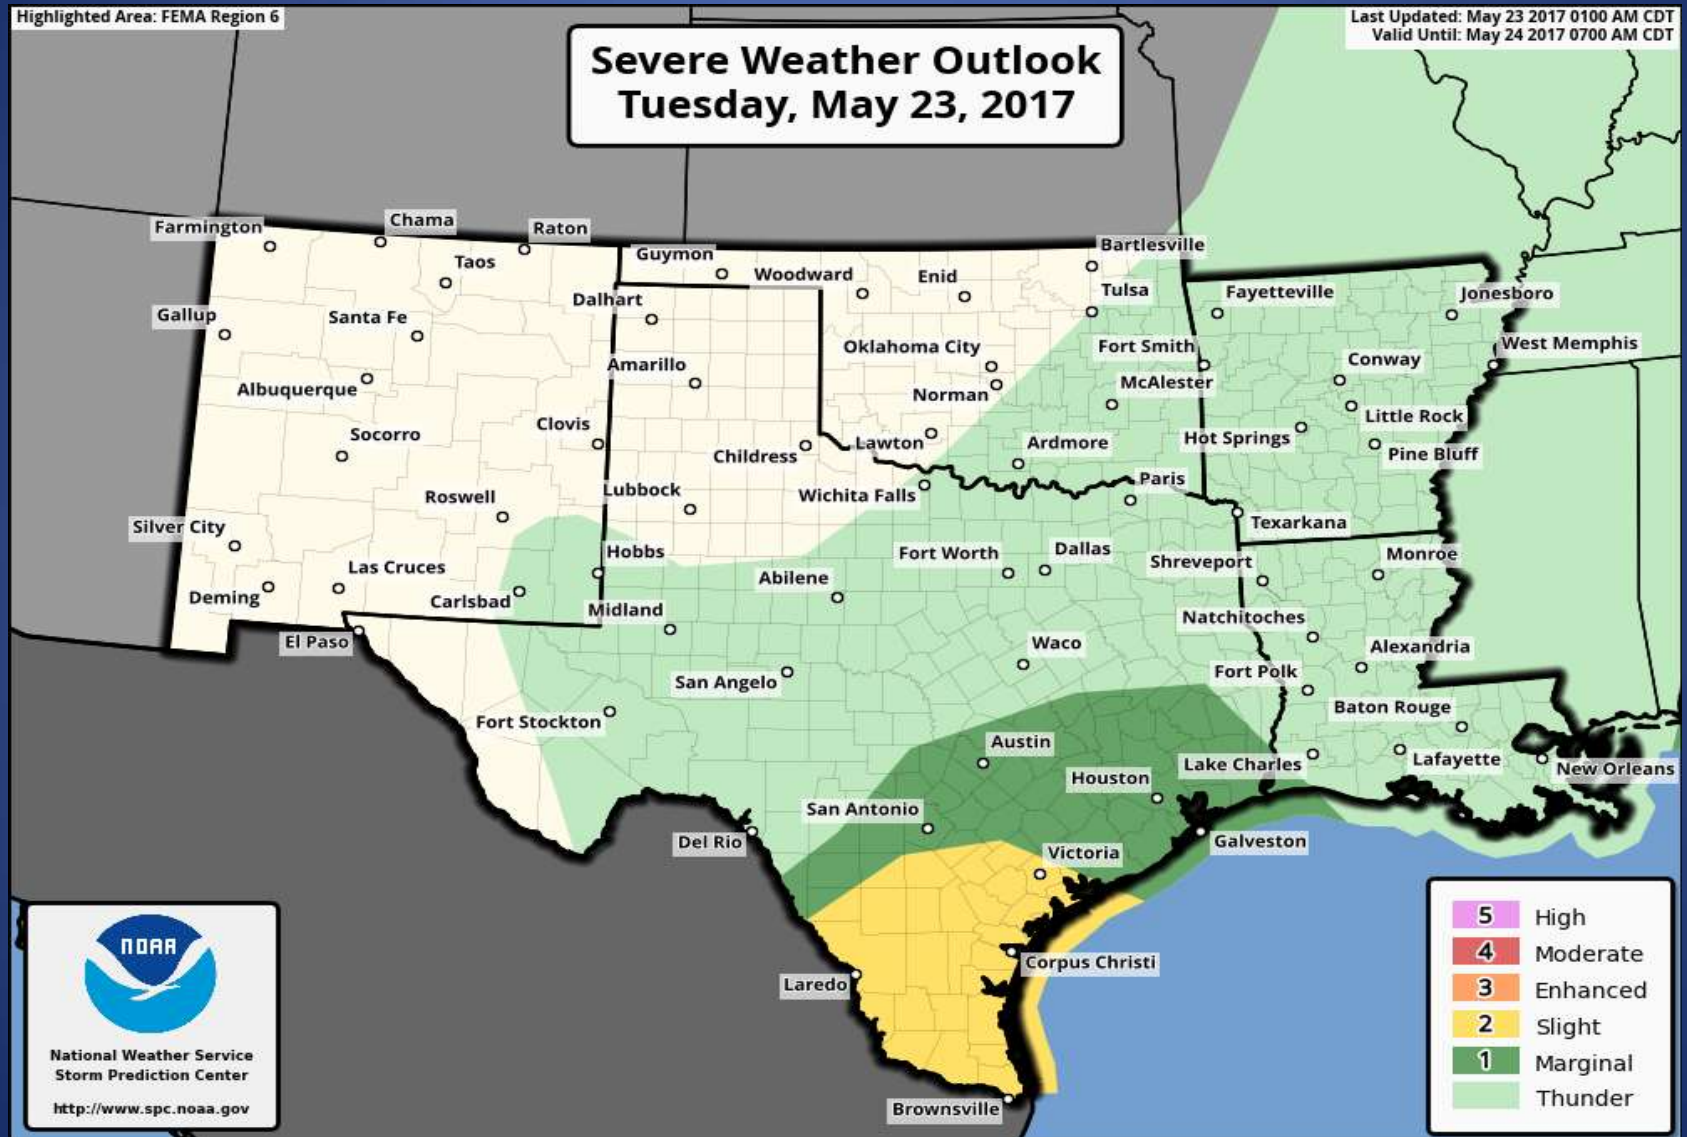 Highlighted Area: FEMA Region 6
Last Updated: May 23 2017 0100 AM CDT
Valid Until: May 24 2017 0700 AM CDT
Severe Weather Outlook
Tuesday, May 23, 2017
Farmington
Chama
Raton
Taos
Guymon
Woodward
Enid
Bartlesville
Tulsa
Fayetteville
Jonesboro
Gallup
Santa Fe
Dalhart
Oklahoma City
Fort Smith
Conway
West Memphis
Albuquerque
Amarillo
Norman
McAlester
Little Rock
Socorro
Clovis
Childress
Lawton
Ardmore
Hot Springs
Pine Bluff
Roswell
Lubbock
Wichita Falls
Paris
Texarkana
Silver City
Hobbs
Fort Worth
Dallas
Shreveport
Monroe
Las Cruces
Deming
Carlsbad
Midland
Abilene
Natchitoches
El Paso
San Angelo
Waco
Alexandria
Fort Polk
Fort Stockton
Baton Rouge
Austin
Lake Charles
Lafayette
New Orleans
Houston
San Antonio
Del Rio
Galveston
Victoria
Corpus Christi
Laredo
Brownsville
NOAA
National Weather Service
Storm Prediction Center
http://www.spc.noaa.gov
5 High
4 Moderate
3 Enhanced
2 Slight
1 Marginal
Thunder